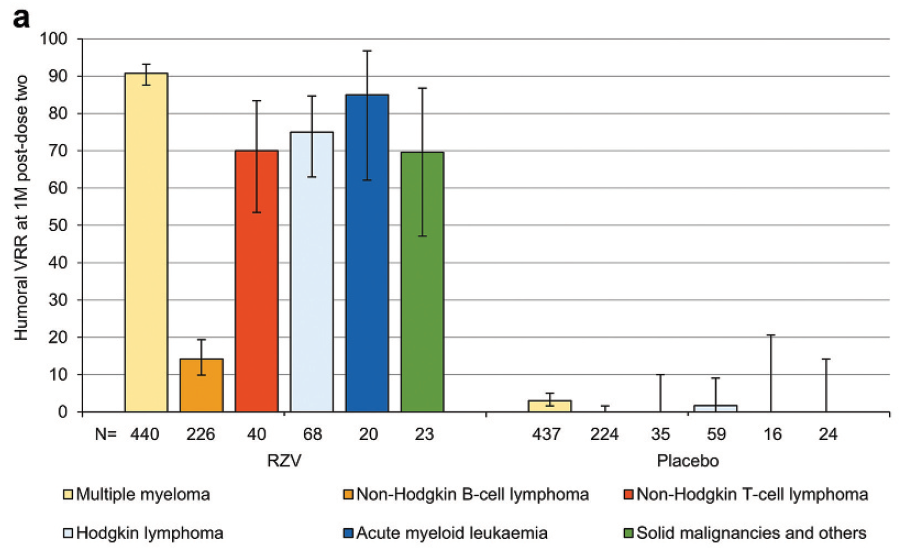 a
Humoral VRR at 1M post-dose two
100
90
80
70
60
50
40
30
20
10
0
N= 440 226 40 68 20 23 437 224 35 59 16 24
RZV Placebo
Multiple myeloma Non-Hodgkin B-cell lymphoma Non-Hodgkin T-cell lymphoma
Hodgkin lymphoma Acute myeloid leukaemia Solid malignancies and others